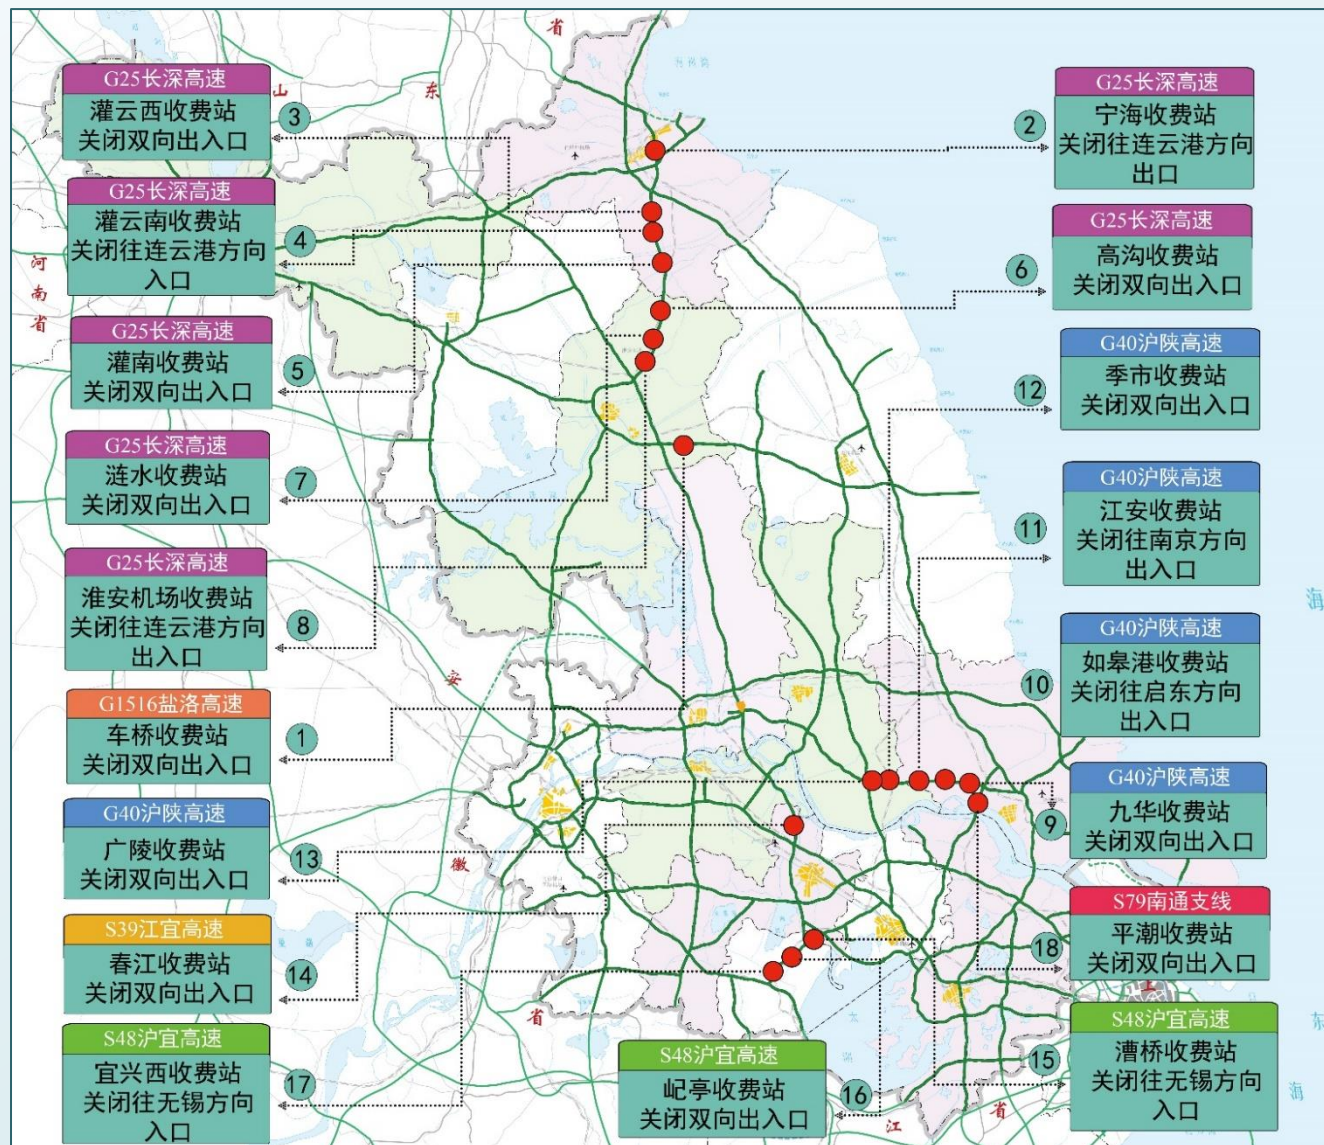 G25长深高速
灌云西收费站
关闭双向出入口
3
G25长深高速
灌云南收费站
关闭往连云港方向
入口
4
G25长深高速
灌南收费站
关闭双向出入口
5
G25长深高速
涟水收费站
关闭双向出入口
7
G25长深高速
淮安机场收费站
关闭往连云港方向
出入口
8
G1516盐洛高速
车桥收费站
关闭双向出入口
1
G40沪陕高速
广陵收费站
关闭双向出入口
13
S39江宜高速
春江收费站
关闭双向出入口
14
S48沪宜高速
宜兴西收费站
关闭往无锡方向
入口
17
S48沪宜高速
屺亭收费站
关闭双向出入口
16
G25长深高速
宁海收费站
关闭往连云港方向
出口
2
G25长深高速
高沟收费站
关闭双向出入口
6
G40沪陕高速
季市收费站
关闭双向出入口
12
G40沪陕高速
江安收费站
关闭往南京方向
出入口
11
G40沪陕高速
如皋港收费站
关闭往启东方向
出入口
10
G40沪陕高速
九华收费站
关闭双向出入口
9
S79南通支线
平潮收费站
关闭双向出入口
18
S48沪宜高速
漕桥收费站
关闭往无锡方向
入口
15
山
东
省
河
南
省
安
徽
省
江
省
上
海
东
海